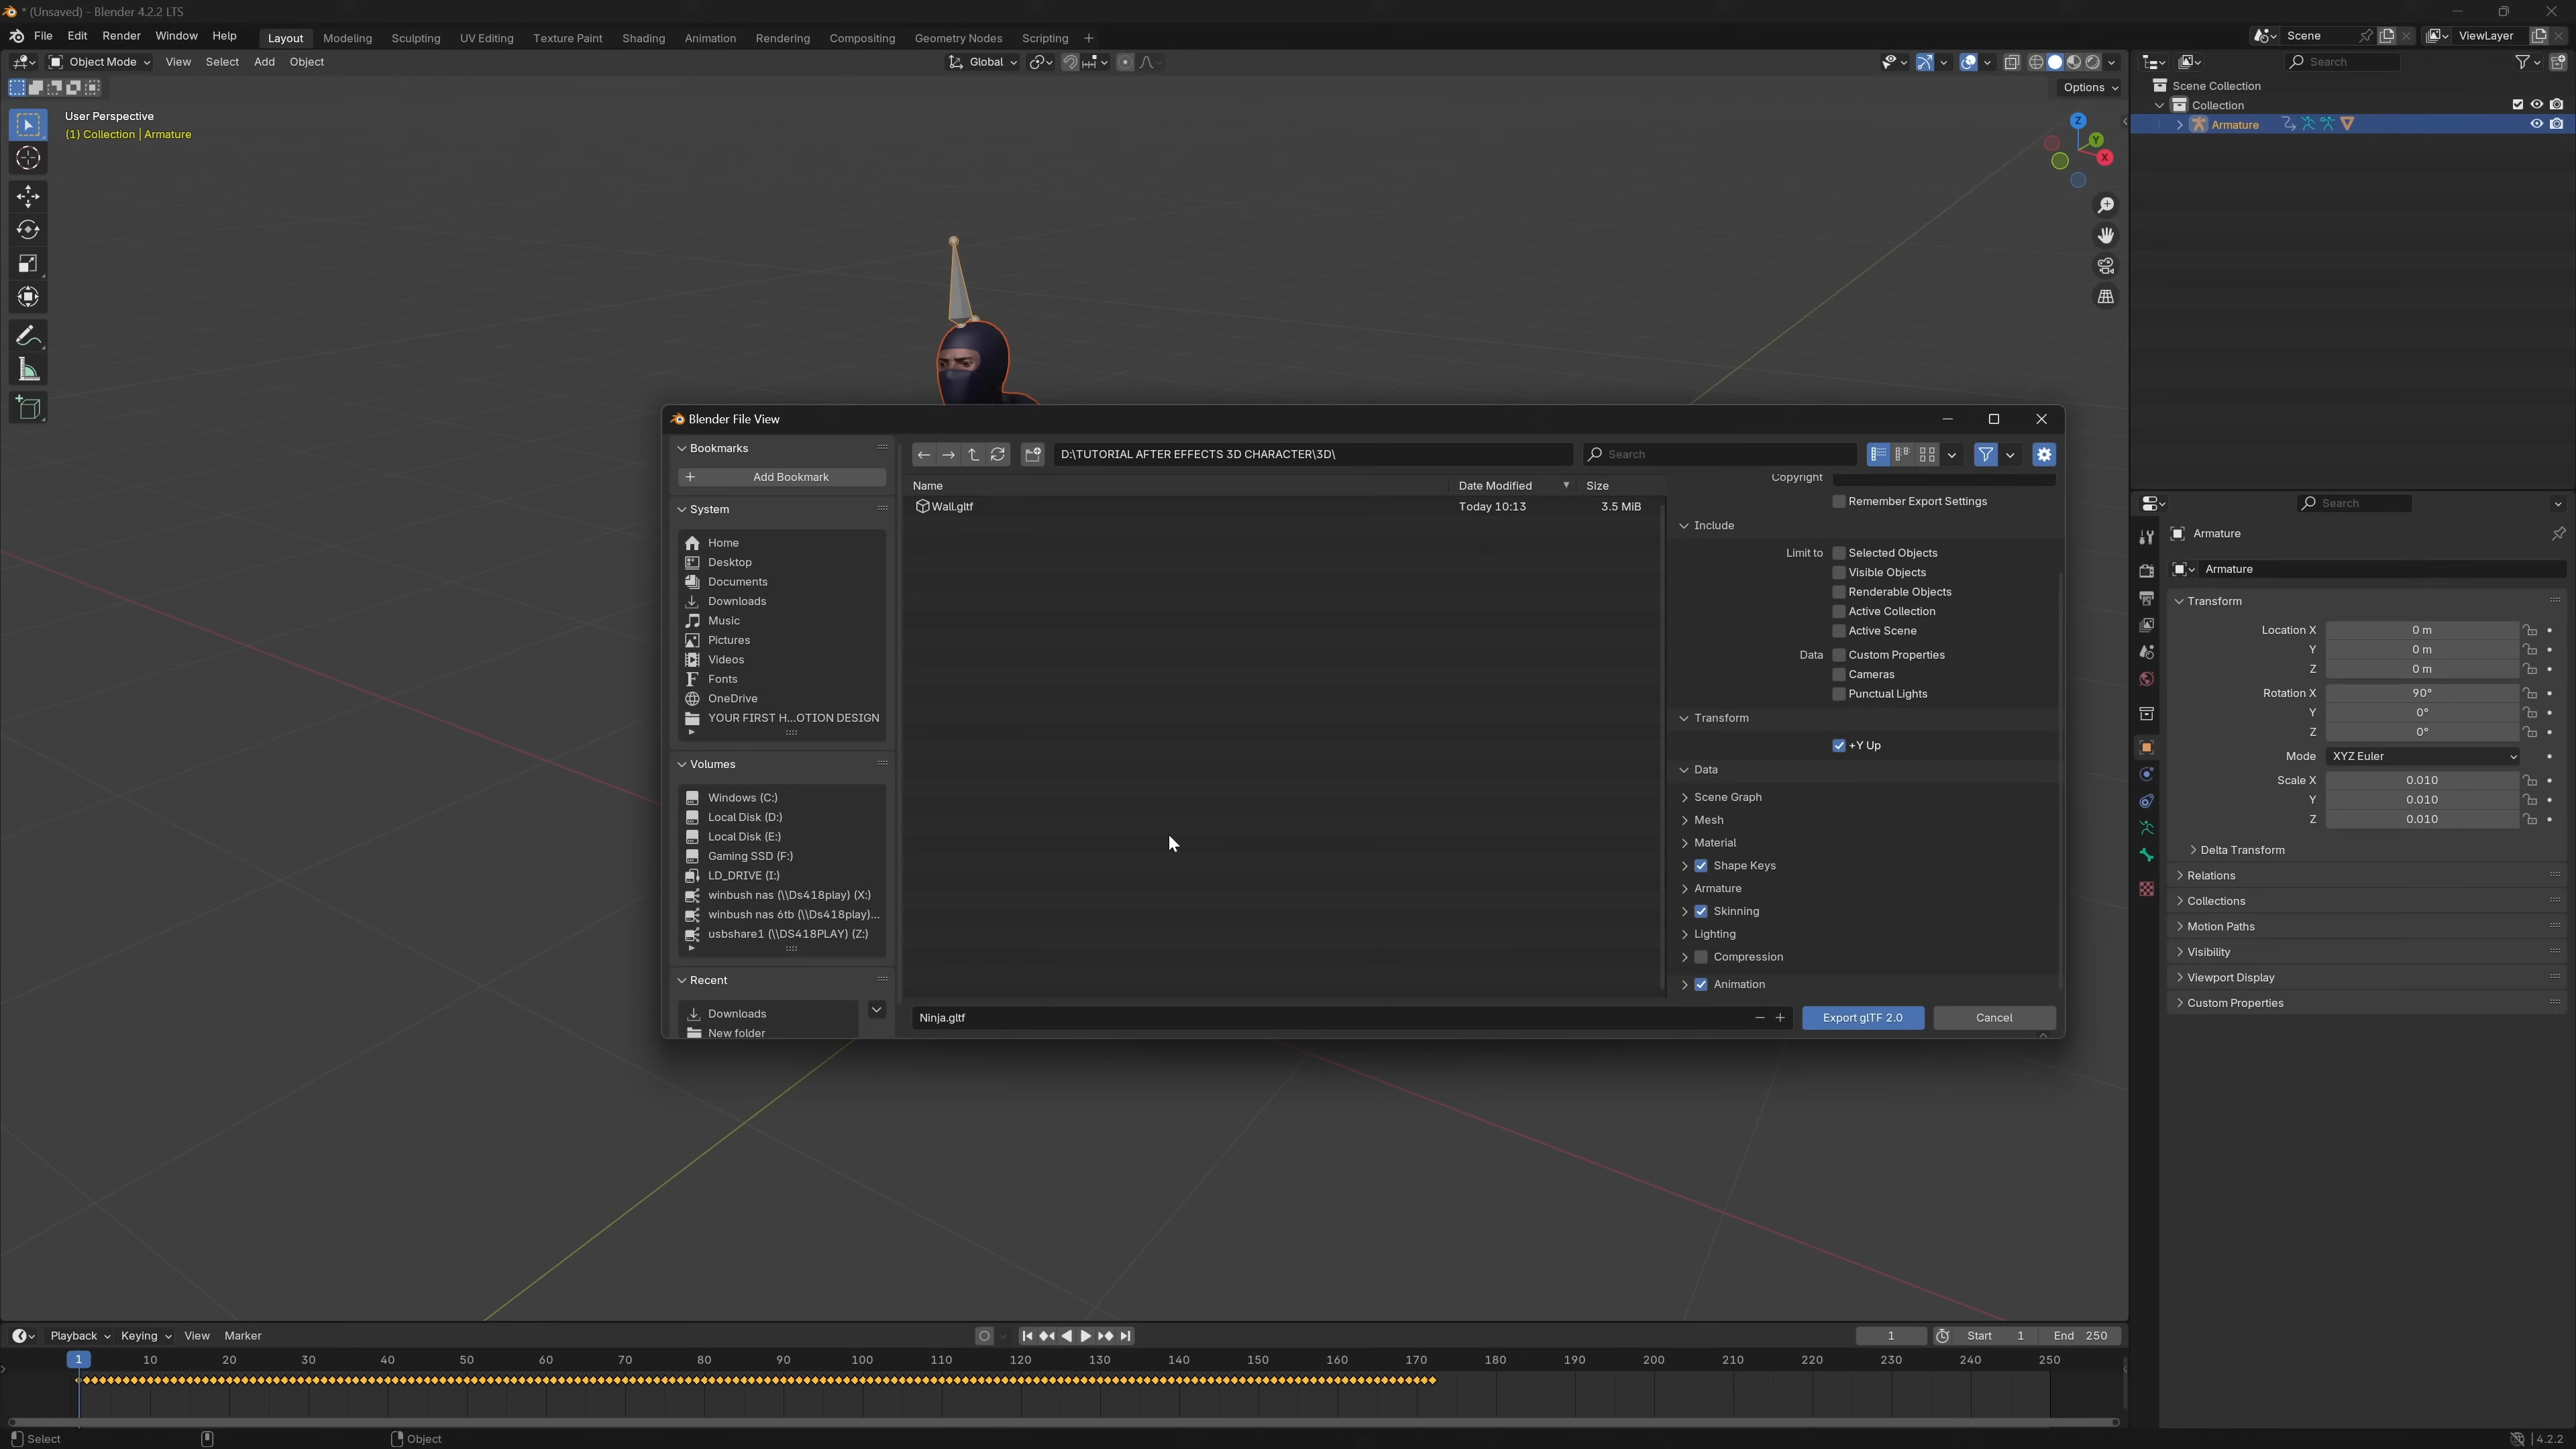 * (Unsaved) - Blender 4.2.2 LTS
File Edit Render Window Help Layout Modeling Sculpting UV Editing Texture Paint Shading Animation Rendering Compositing Geometry Nodes Scripting + Scene ViewLayer
Object Mode View Select Add Object Global Search
Options
User Perspective
(1) Collection | Armature
Scene Collection
Collection
Armature
Z
Y
X
Blender File View
Bookmarks
Add Bookmark
System
Home
Desktop
Documents
Downloads
Music
Pictures
Videos
Fonts
OneDrive
YOUR FIRST H...OTION DESIGN
Volumes
Windows (C:)
Local Disk (D:)
Local Disk (E:)
Gaming SSD (F:)
LD_DRIVE (I:)
winbush nas (\\Ds418play) (X:)
winbush nas 6tb (\\Ds418play)...
usbshare1 (\\DS418PLAY) (Z:)
Recent
Downloads
New folder
D:\TUTORIAL AFTER EFFECTS 3D CHARACTER\3D\ Search
Name Date Modified Size
Wall.gltf Today 10:13 3.5 MiB
Copyright
Remember Export Settings
Include
Limit to Selected Objects
Visible Objects
Renderable Objects
Active Collection
Active Scene
Data Custom Properties
Cameras
Punctual Lights
Transform
+Y Up
Data
Scene Graph
Mesh
Material
Shape Keys
Armature
Skinning
Lighting
Compression
Animation
Ninja.gltf Export glTF 2.0 Cancel
Search
Armature
Armature
Transform
Location X 0 m
Y 0 m
Z 0 m
Rotation X 90°
Y 0°
Z 0°
Mode XYZ Euler
Scale X 0.010
Y 0.010
Z 0.010
Delta Transform
Relations
Collections
Motion Paths
Visibility
Viewport Display
Custom Properties
Playback Keying View Marker 1 Start 1 End 250
1 10 20 30 40 50 60 70 80 90 100 110 120 130 140 150 160 170 180 190 200 210 220 230 240 250
Select Object 4.2.2